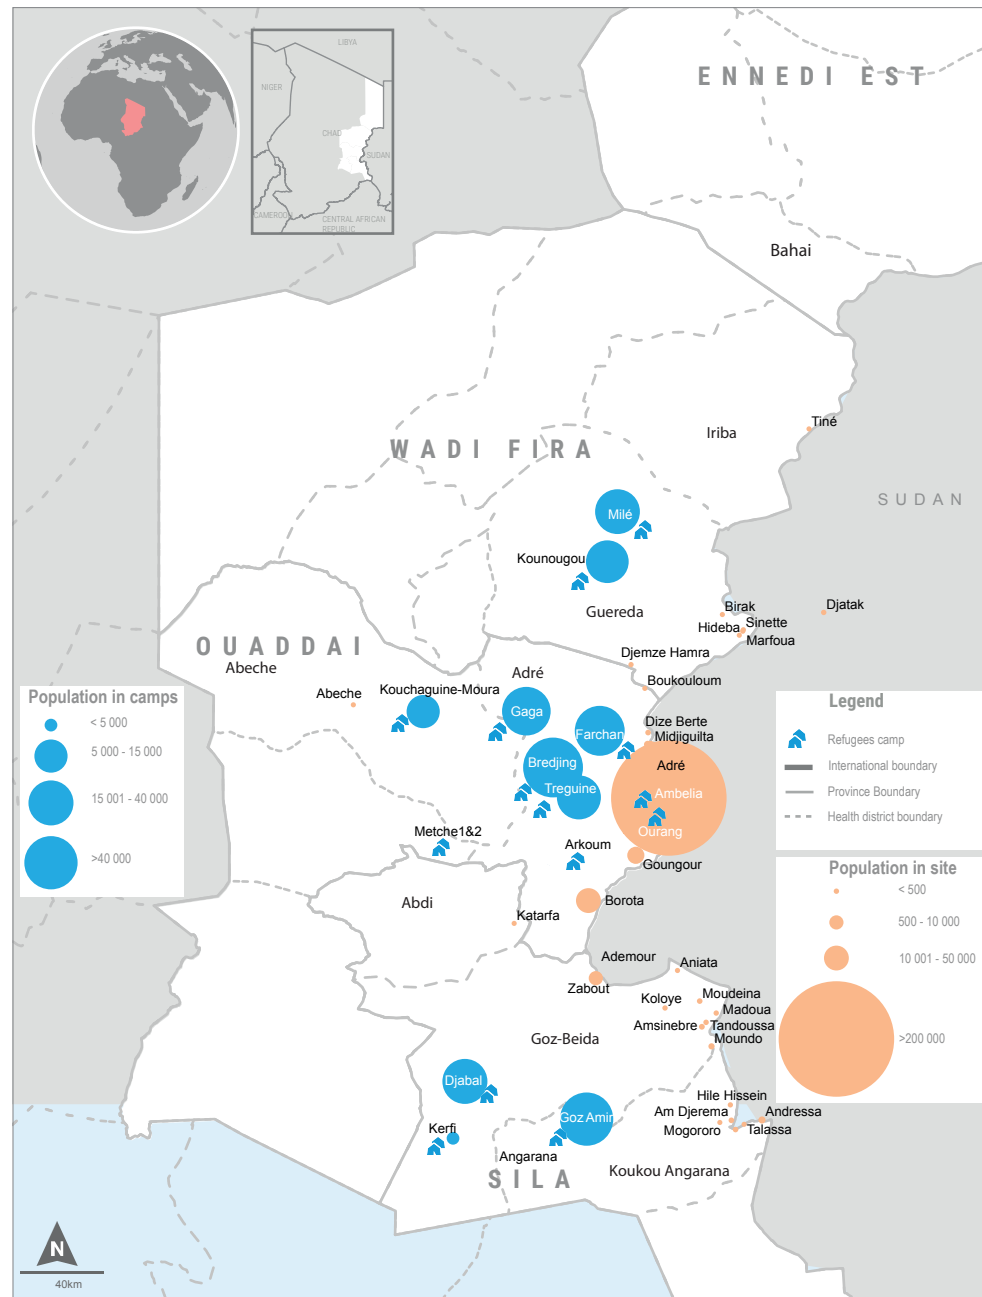 LIBYA
NIGER
CHAD
SUDAN
CAMEROON
CENTRAL AFRICAN
REPUBLIC
ENNEDI EST
Bahai
Tiné
Iriba
WADI FIRA
SUDAN
Milé
Kounougou
Guereda
Birak
Djatak
Sinette
Hideba
Marfoua
OUADDAI
Abeche
Djemze Hamra
Adré
Boukouloum
Abeche
Kouchaguine-Moura
Gaga
Farchan
Dize Berte
Midjiguilta
Bredjing
Adré
Treguine
Ambelia
Ourang
Metche1&2
Arkoum
Goungour
Abdi
Borota
Katarfa
Ademour
Aniata
Zabout
Koloye
Moudeina
Madoua
Amsinebre
Tandoussa
Moundo
Goz-Beida
Djabal
Hile Hissein
Goz Amir
Am Djerema
Andressa
Kerfi
Mogororo
Talassa
Angarana
Koukou Angarana
SILA
Population in camps
< 5 000
5 000 - 15 000
15 001 - 40 000
>40 000
Legend
Refugees camp
International boundary
Province Boundary
Health district boundary
Population in site
< 500
500 - 10 000
10 001 - 50 000
>200 000
N
40km